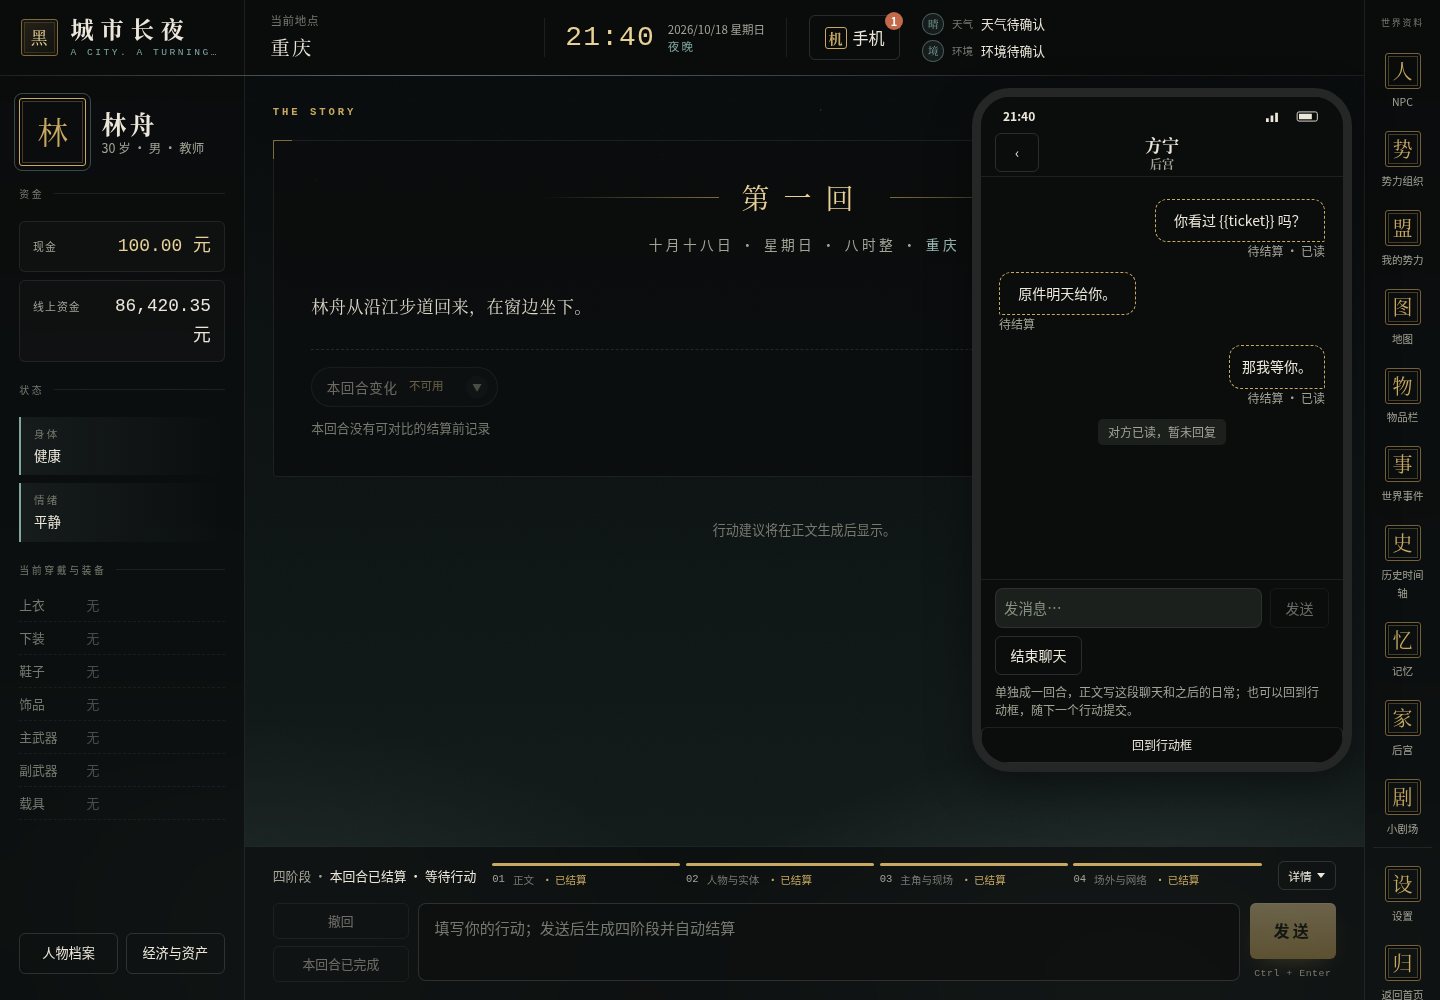 黑
城市长夜
A CITY. A TURNING…
当前地点
重庆
21:40
2026/10/18 星期日
夜晚
机 手机
1
晴 天气 天气待确认
境 环境 环境待确认
林
林舟
30 岁 • 男 • 教师
资金
现金 100.00 元
线上资金 86,420.35
元
状态
身体
健康
情绪
平静
当前穿戴与装备
上衣 无
下装 无
鞋子 无
饰品 无
主武器 无
副武器 无
载具 无
人物档案
经济与资产
THE STORY
第一回
十月十八日 • 星期日 • 八时整 • 重庆
林舟从沿江步道回来，在窗边坐下。
本回合变化 不可用 ▼
本回合没有可对比的结算前记录
行动建议将在正文生成后显示。
21:40
‹
方宁
后宫
你看过 {{ticket}} 吗？
待结算 • 已读
原件明天给你。
待结算
那我等你。
待结算 • 已读
对方已读，暂未回复
发消息…
发送
结束聊天
单独成一回合，正文写这段聊天和之后的日常；也可以回到行
动框，随下一个行动提交。
回到行动框
四阶段 • 本回合已结算 • 等待行动
01 正文 • 已结算
02 人物与实体 • 已结算
03 主角与现场 • 已结算
04 场外与网络 • 已结算
详情
撤回
本回合已完成
填写你的行动；发送后生成四阶段并自动结算
发送
Ctrl + Enter
世界资料
人
NPC
势
势力组织
盟
我的势力
图
地图
物
物品栏
事
世界事件
史
历史时间
轴
忆
记忆
家
后宫
剧
小剧场
设
设置
归
返回首页